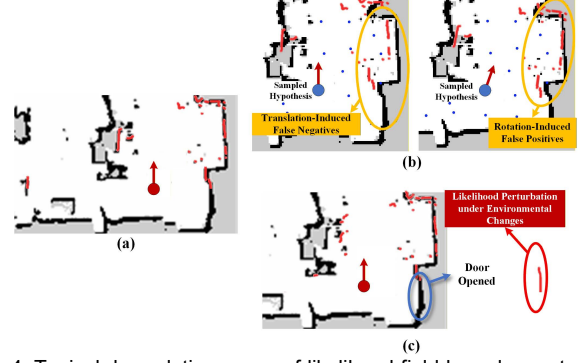 Sampled
Hypothesis
Translation-Induced
False Negatives
Sampled
Hypothesis
Rotation-Induced
False Positives
(b)
(a)
Likelihood Perturbation
under Environmental
Changes
Door
Opened
(c)